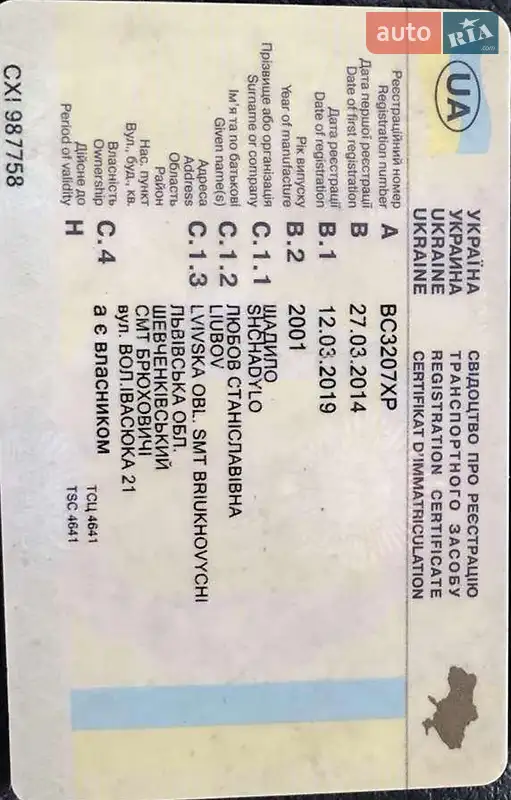 auto RIA.com
UA
УКРАЇНА
УКРАИНА
UKRAINE
UKRAINE
СВІДОЦТВО ПРО РЕЄСТРАЦІЮ
ТРАНСПОРТНОГО ЗАСОБУ
REGISTRATION CERTIFICATE
CERTIFIKAT D'IMMATRICULATION
Реєстраційний номер
Registration number
A
BC3207XP
Дата першої реєстрації
Date of first registration
B
27.03.2014
Дата реєстрації
Date of registration
B.1
12.03.2019
Рік випуску
Year of manufacture
B.2
2001
Прізвище або організація
Surname or company
C.1.1
ЩАДИЛО
SHCHADYLO
Ім'я та по батькові
Given name(s)
C.1.2
ЛЮБОВ СТАНІСЛАВІВНА
LIUBOV
Адреса
Address
C.1.3
LVIVSKA OBL. SMT BRIUKHOVYCHI
Область
ЛЬВІВСЬКА ОБЛ.
Район
ШЕВЧЕНКІВСЬКИЙ
Нас. пункт
СМТ БРЮХОВИЧІ
Вул., буд., кв.
ВУЛ. ВОЛ.ІВАСЮКА 21
Власність
Ownership
C.4
а є власником
Дійсне до
Period of validity
H
ТСЦ 4641
TSC 4641
CXI 987758